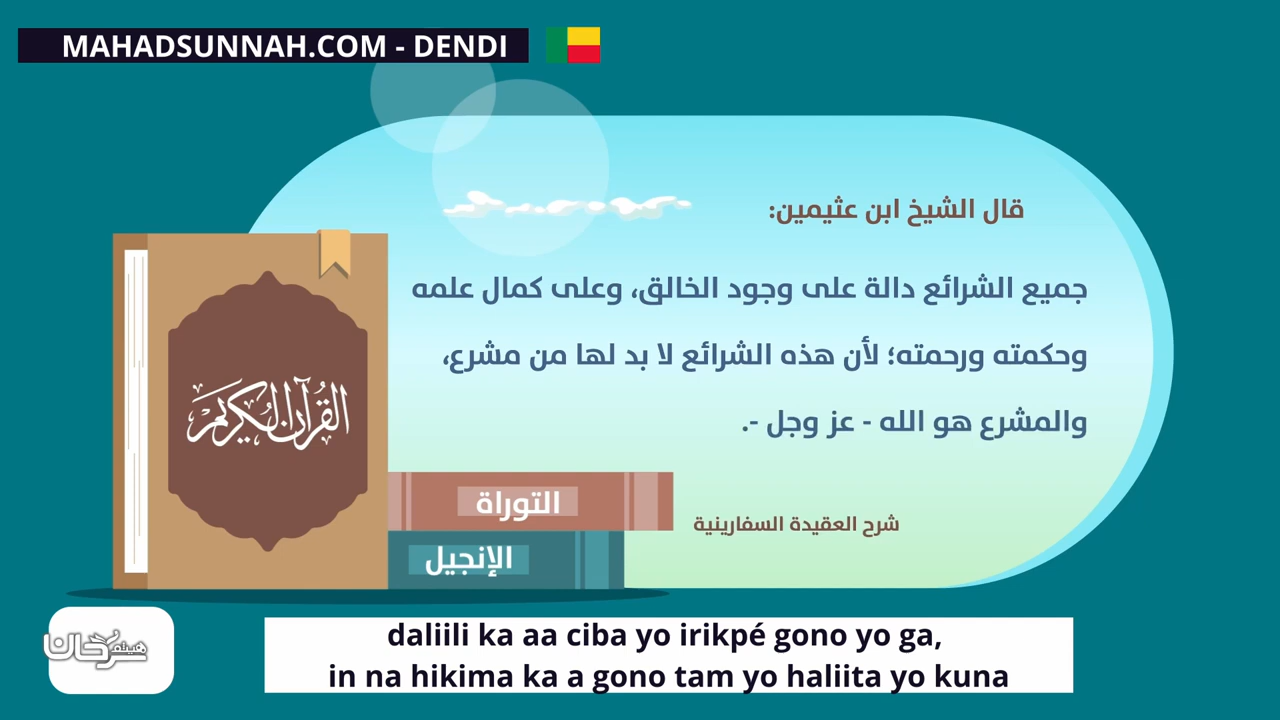 MAHADSUNNAH.COM - DENDI
قال الشيخ ابن عثيمين:
جميع الشرائع دالة على وجود الخالق، وعلى كمال علمه
وحكمته ورحمته؛ لأن هذه الشرائع لا بد لها من مشرع،
والمشرع هو الله - عز وجل -.
القرآن الكريم
التوراة
الإنجيل
شرح العقيدة السفارينية
هيثم سرحان
daliili ka aa ciba yo irikpé gono yo ga,
in na hikima ka a gono tam yo haliita yo kuna